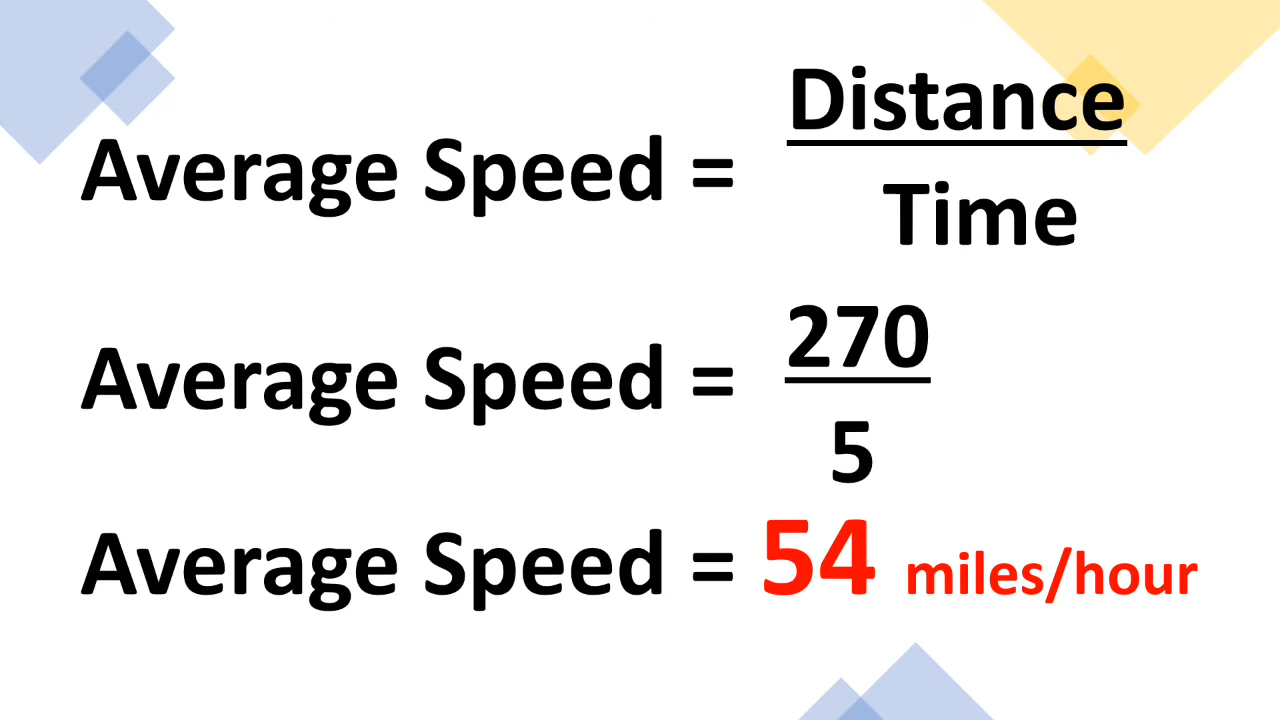 Average Speed = Distance
Time
Average Speed = 270
5
Average Speed = 54 miles/hour